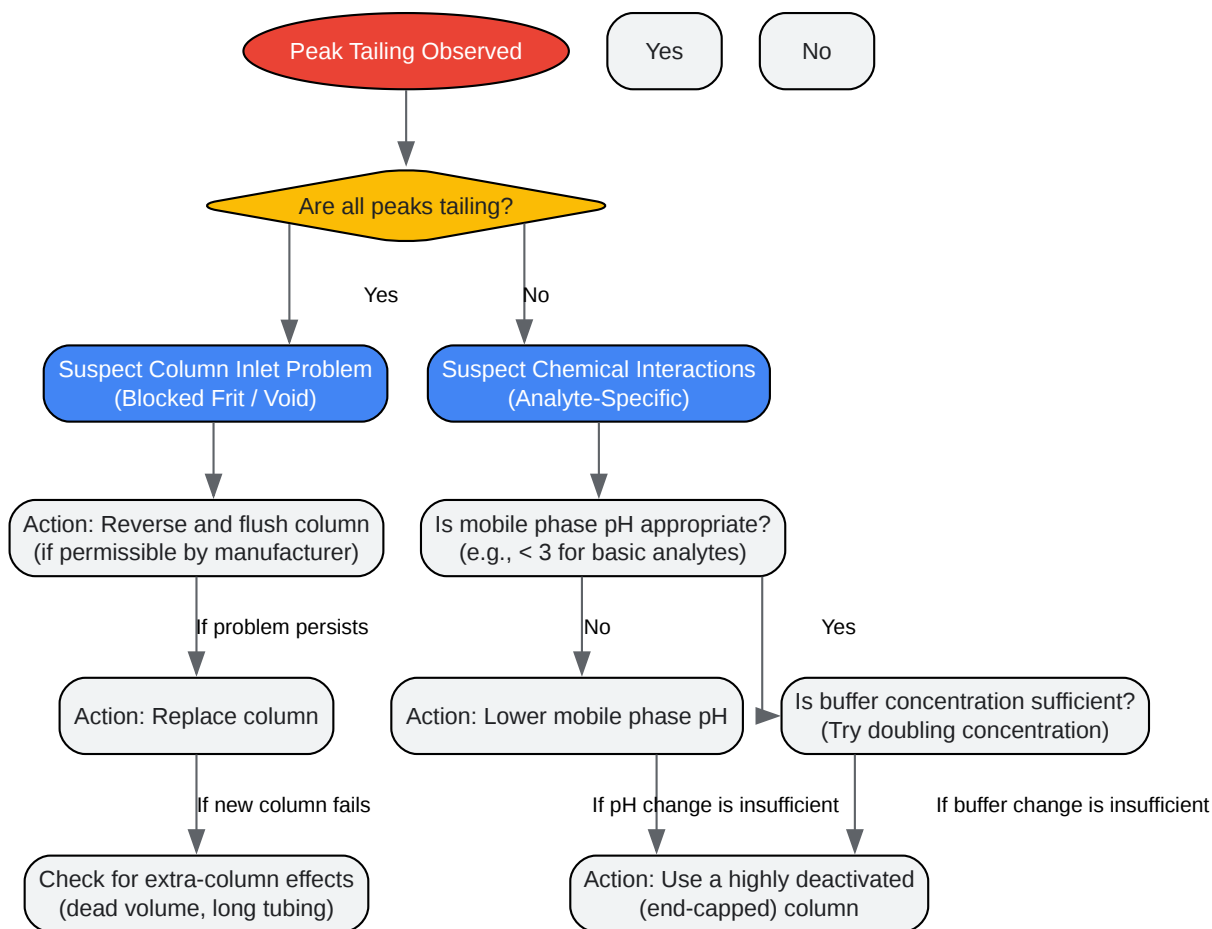 Peak Tailing Observed
Yes
No
Are all peaks tailing?
Yes
No
Suspect Column Inlet Problem
(Blocked Frit / Void)
Suspect Chemical Interactions
(Analyte-Specific)
Action: Reverse and flush column
(if permissible by manufacturer)
Is mobile phase pH appropriate?
(e.g., < 3 for basic analytes)
If problem persists
No
Yes
Action: Replace column
Action: Lower mobile phase pH
Is buffer concentration sufficient?
(Try doubling concentration)
If new column fails
If pH change is insufficient
If buffer change is insufficient
Check for extra-column effects
(dead volume, long tubing)
Action: Use a highly deactivated
(end-capped) column